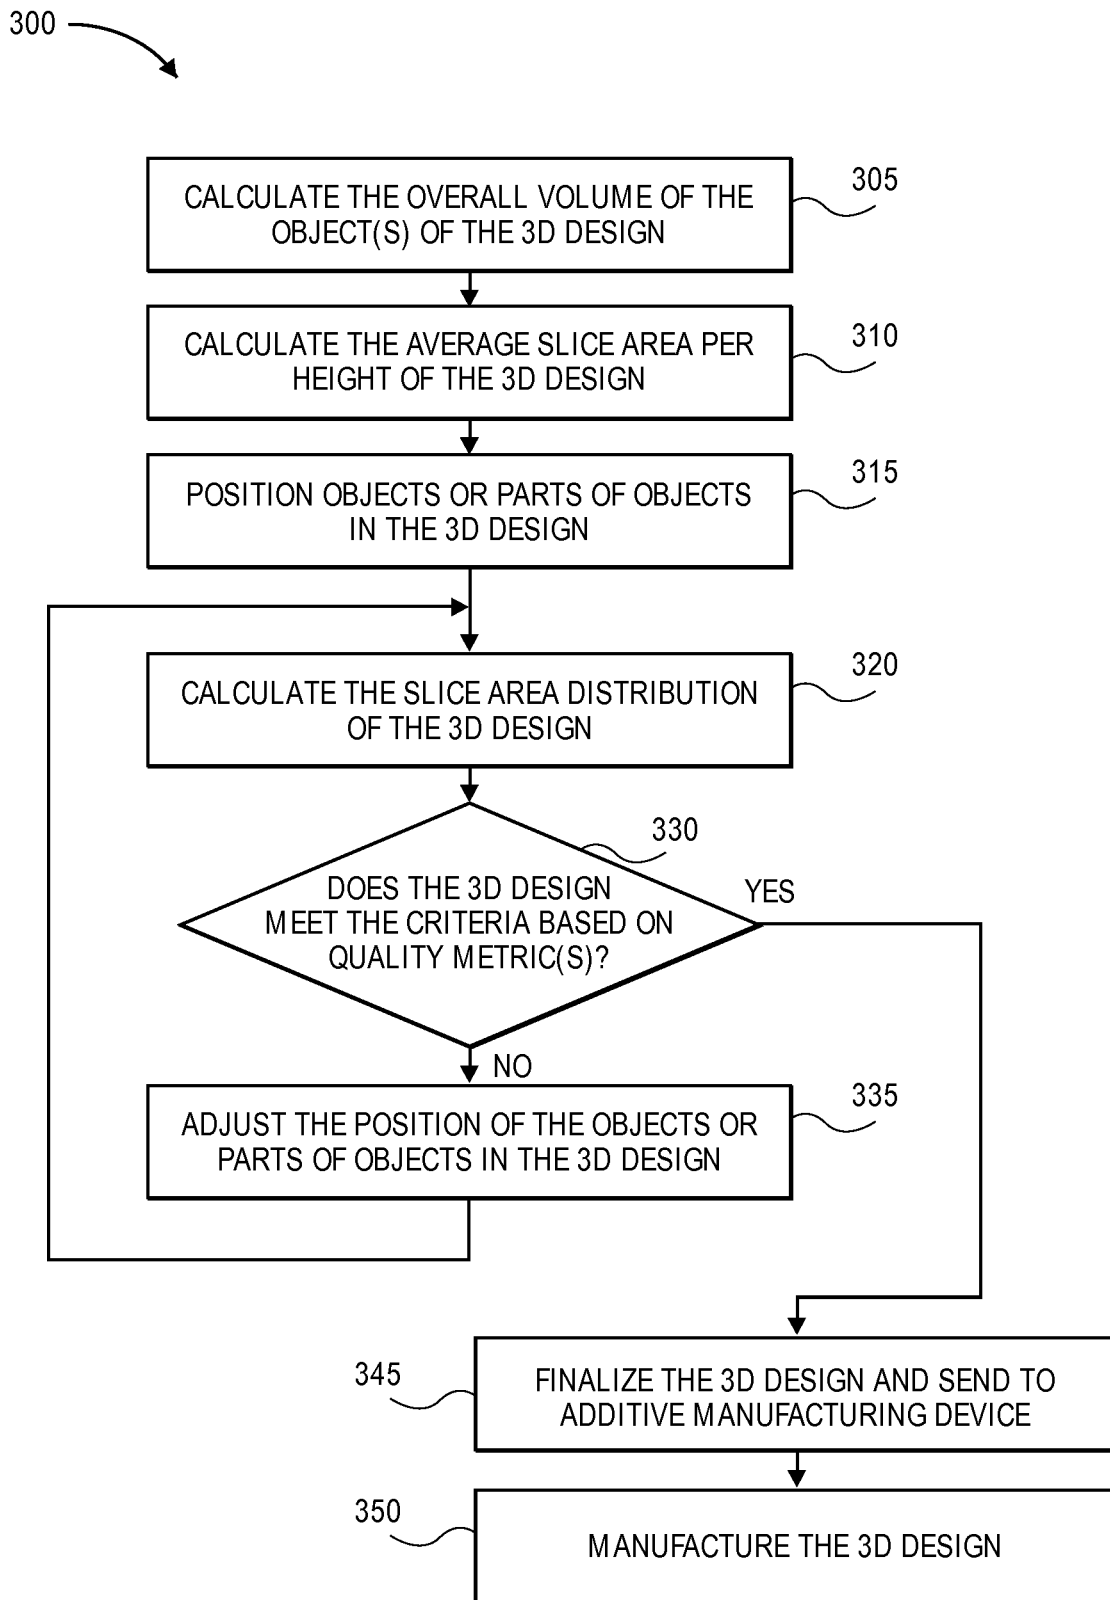 300
CALCULATE THE OVERALL VOLUME OF THE
OBJECT(S) OF THE 3D DESIGN
305
CALCULATE THE AVERAGE SLICE AREA PER
HEIGHT OF THE 3D DESIGN
310
POSITION OBJECTS OR PARTS OF OBJECTS
IN THE 3D DESIGN
315
CALCULATE THE SLICE AREA DISTRIBUTION
OF THE 3D DESIGN
320
330
DOES THE 3D DESIGN
MEET THE CRITERIA BASED ON
QUALITY METRIC(S)?
YES
NO
ADJUST THE POSITION OF THE OBJECTS OR
PARTS OF OBJECTS IN THE 3D DESIGN
335
345
FINALIZE THE 3D DESIGN AND SEND TO
ADDITIVE MANUFACTURING DEVICE
350
MANUFACTURE THE 3D DESIGN